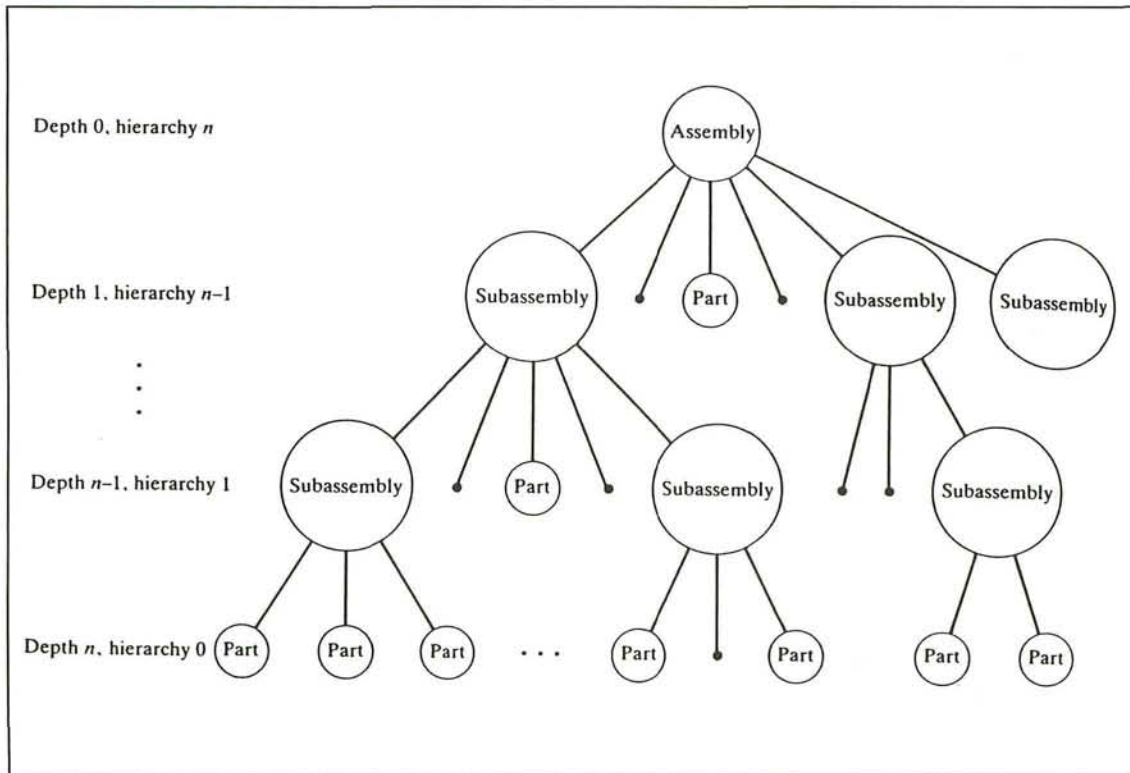 Depth 0, hierarchy n
Assembly
Depth 1, hierarchy n–1
Subassembly
Part
Subassembly
Subassembly
Depth n–1, hierarchy 1
Subassembly
Part
Subassembly
Subassembly
Depth n, hierarchy 0
Part
Part
Part
. . .
Part
Part
Part
Part